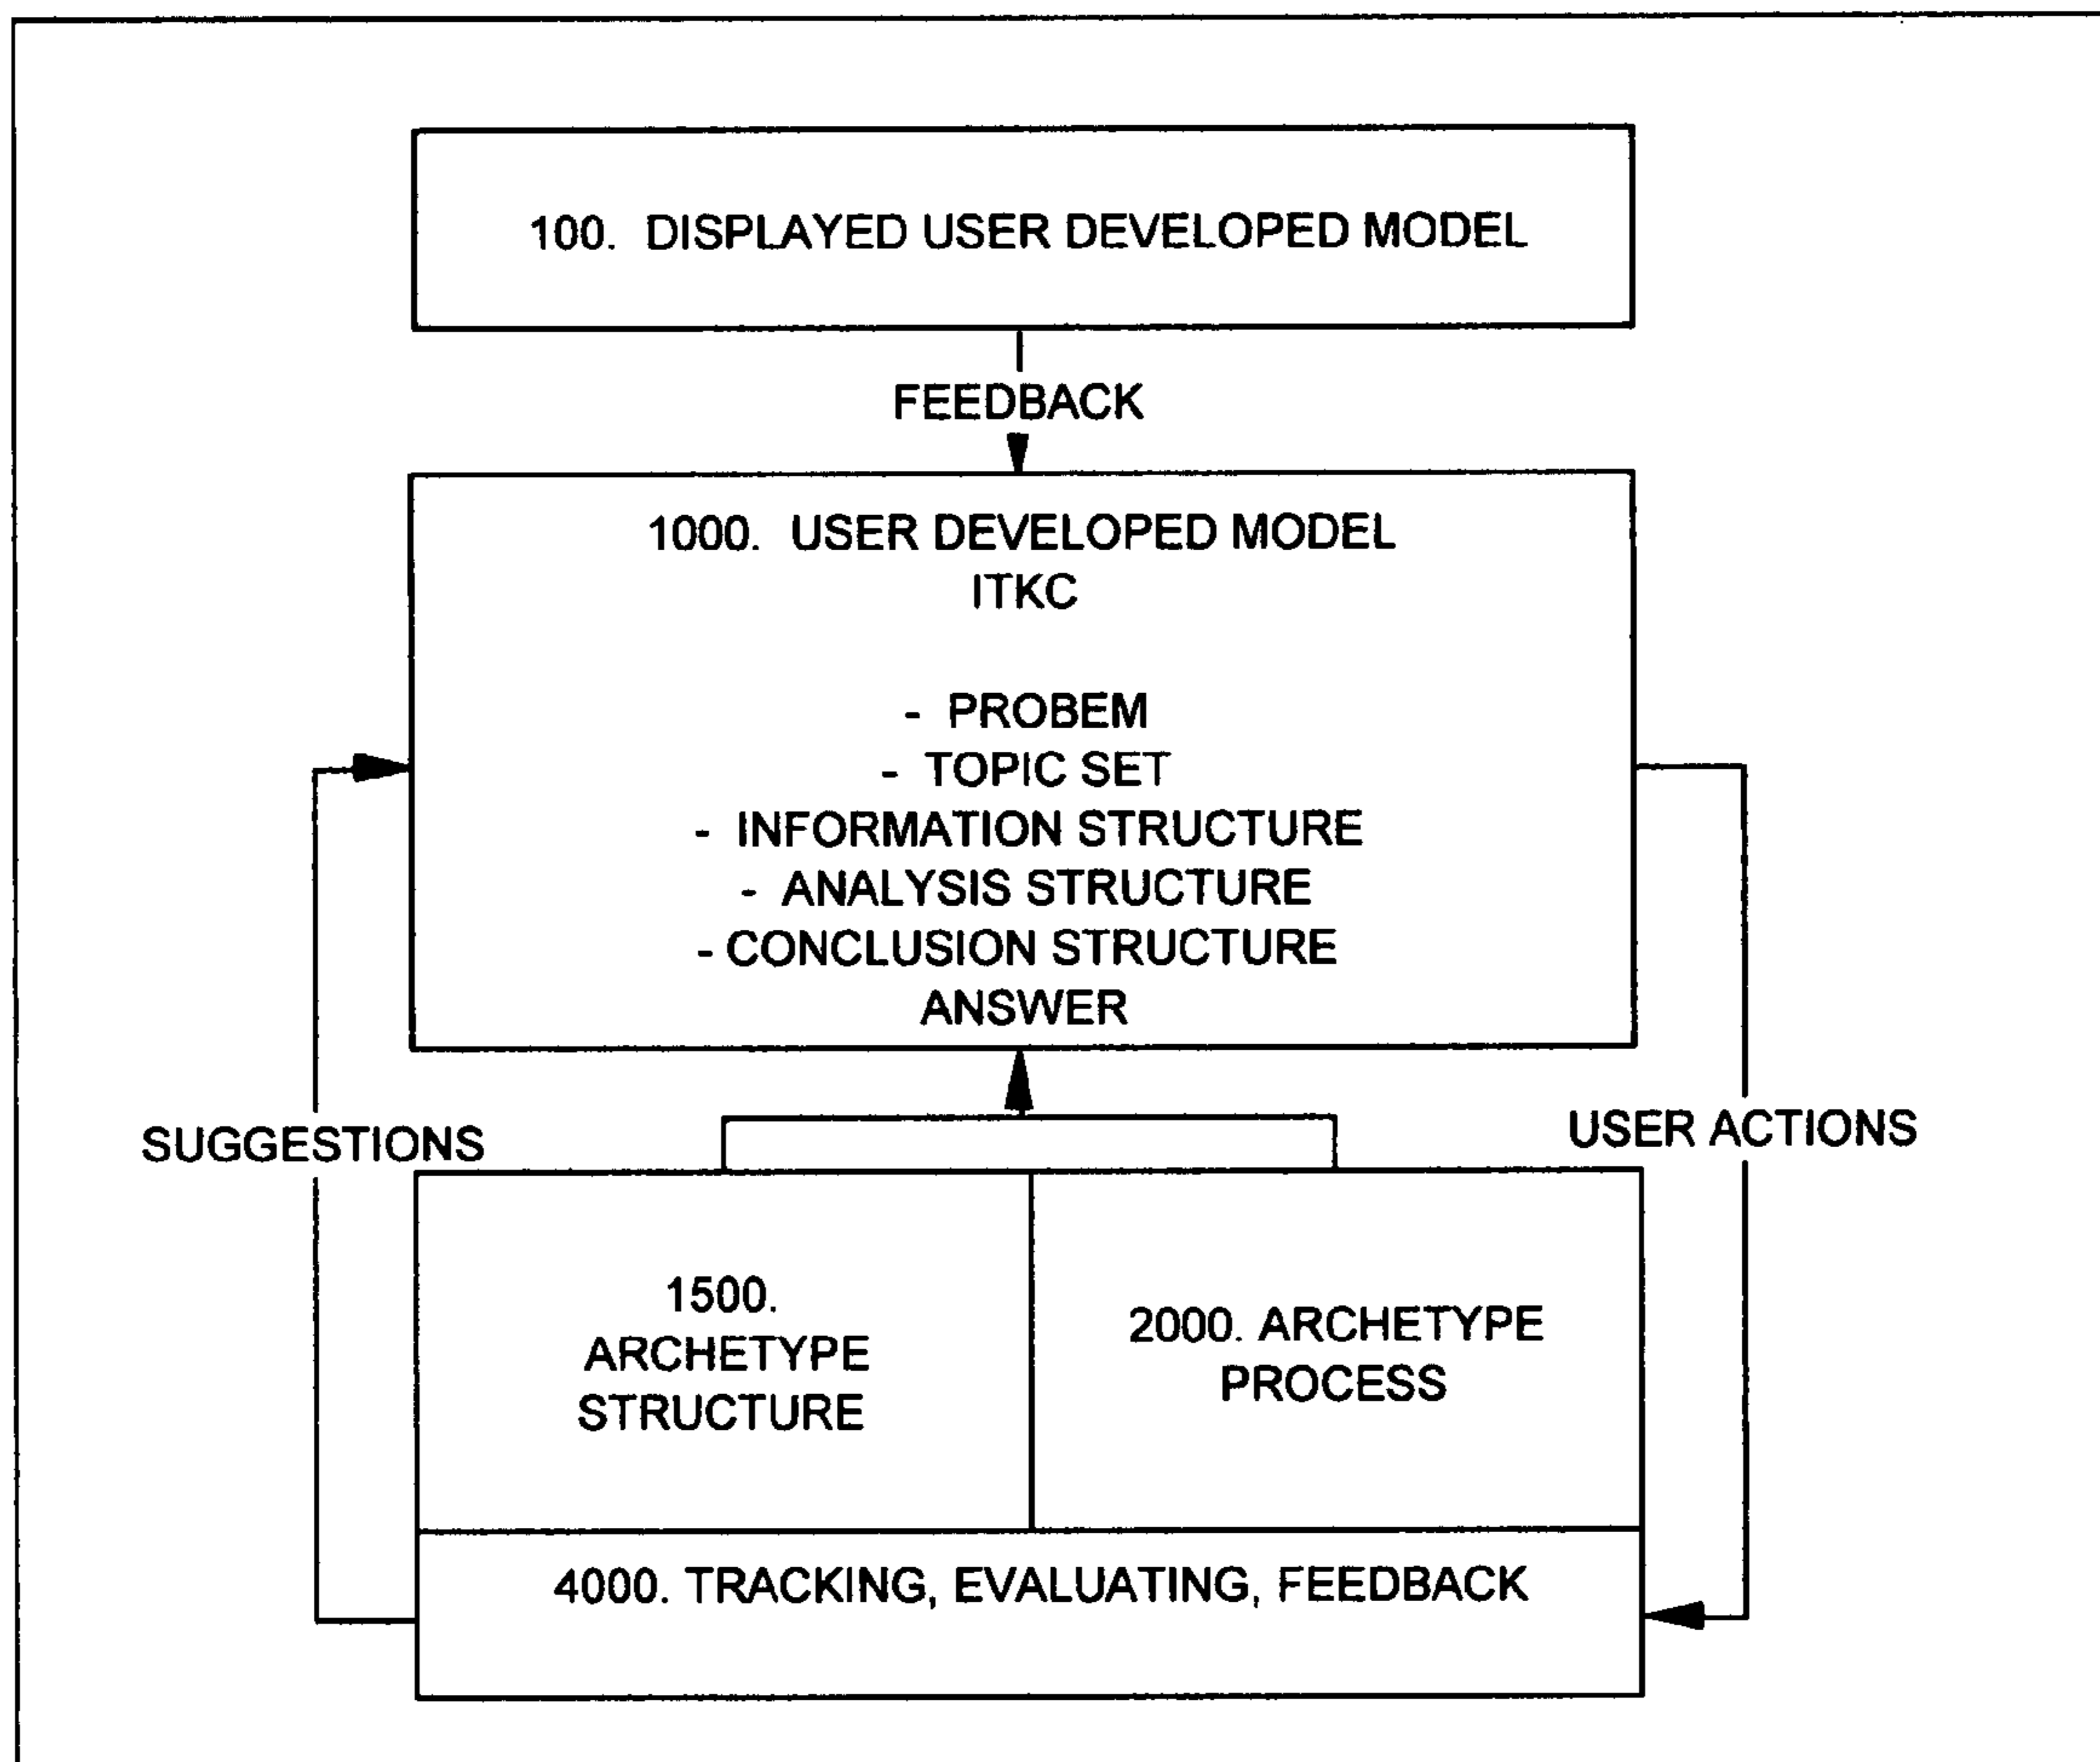 100. DISPLAYED USER DEVELOPED MODEL
FEEDBACK
1000. USER DEVELOPED MODEL
ITKC
- PROBEM
- TOPIC SET
- INFORMATION STRUCTURE
- ANALYSIS STRUCTURE
- CONCLUSION STRUCTURE
ANSWER
SUGGESTIONS
USER ACTIONS
1500.
ARCHETYPE
STRUCTURE
2000. ARCHETYPE
PROCESS
4000. TRACKING, EVALUATING, FEEDBACK